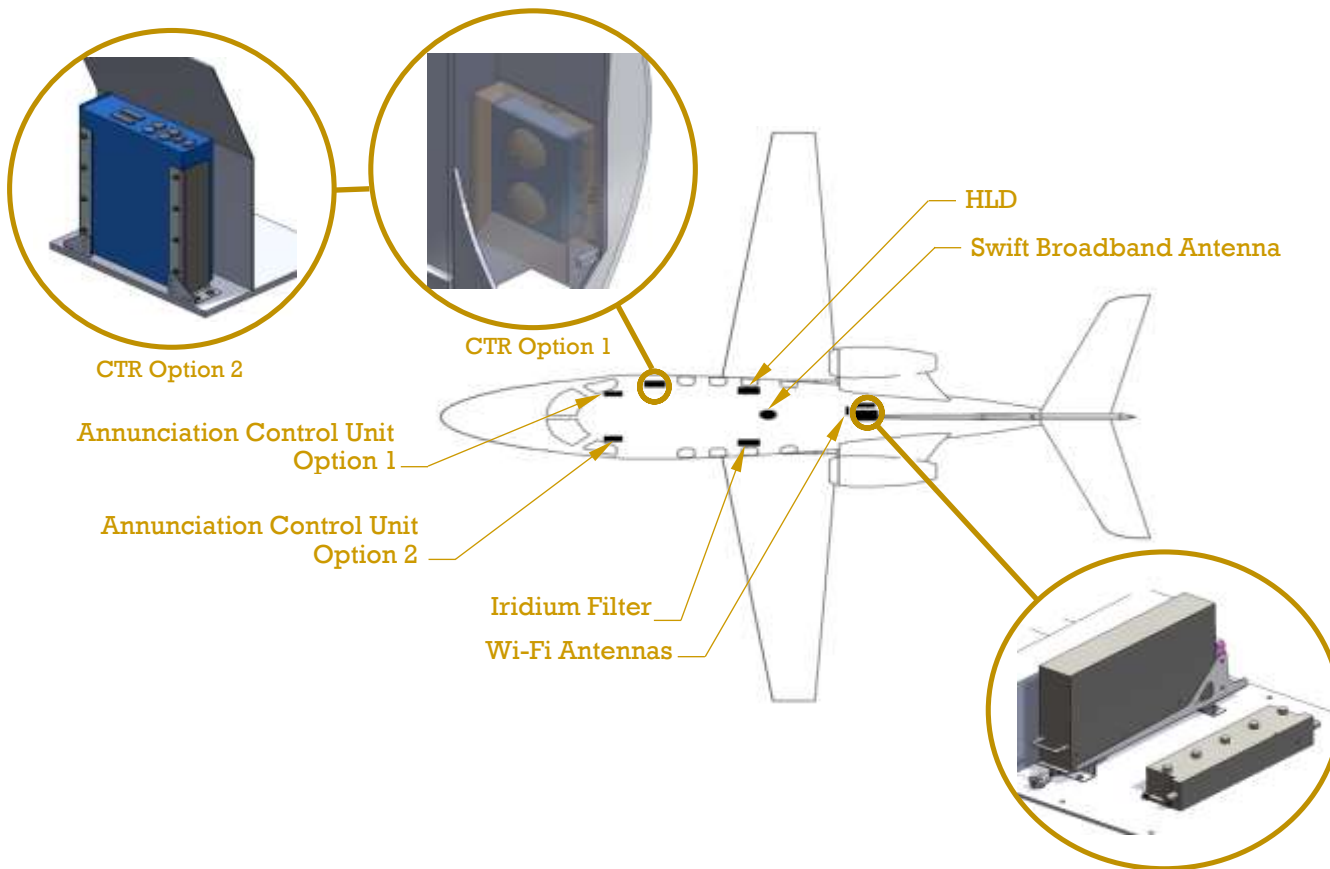 HLD
Swift Broadband Antenna
CTR Option 1
CTR Option 2
Annunciation Control Unit
Option 1
Annunciation Control Unit
Option 2
Iridium Filter
Wi-Fi Antennas